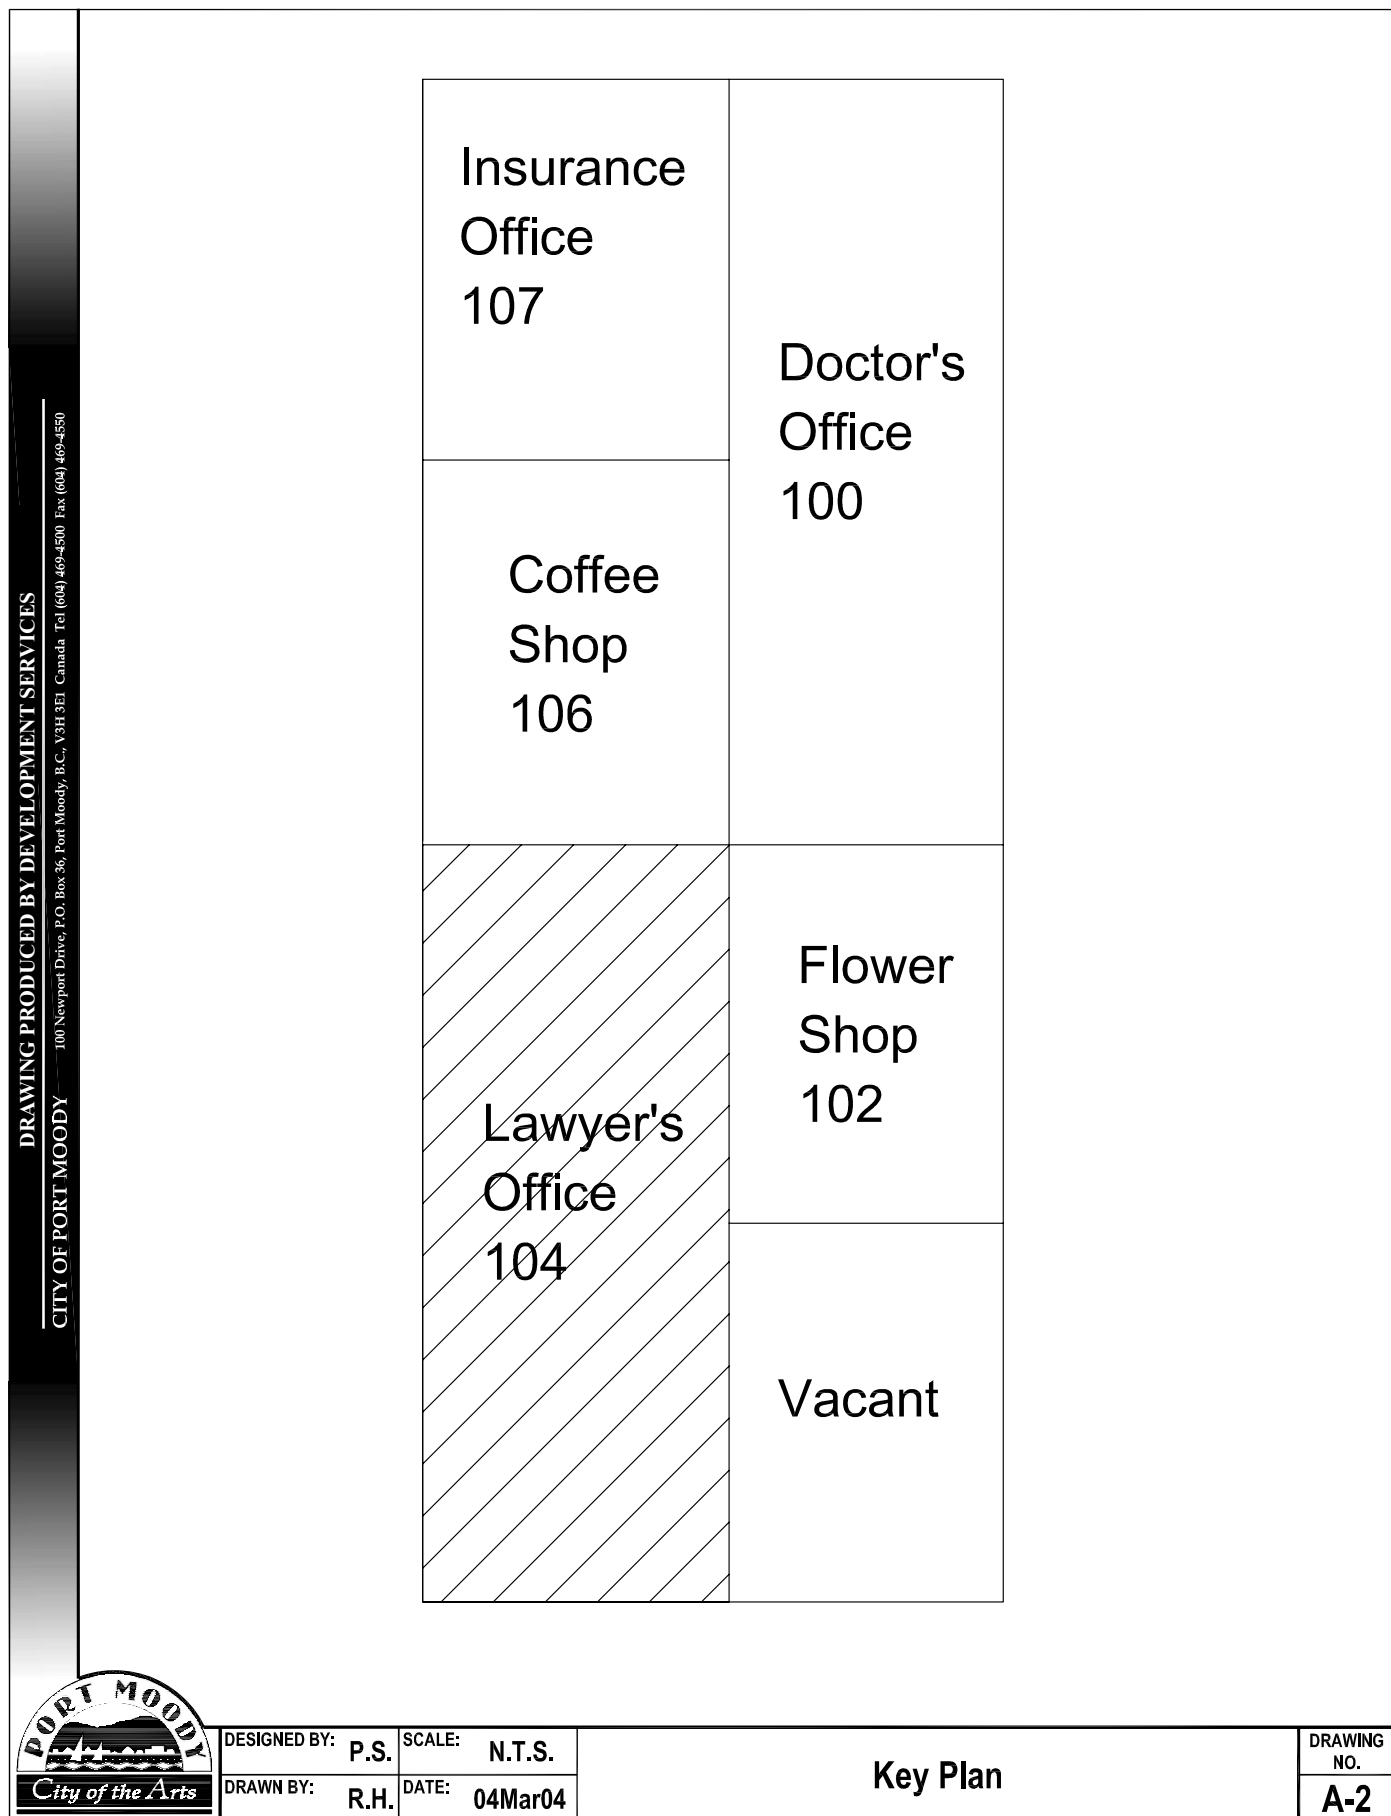 Insurance
Office
107
Doctor's
Office
100
Coffee
Shop
106
Flower
Shop
102
Lawyer's
Office
104
Vacant
DRAWING PRODUCED BY DEVELOPMENT SERVICES
CITY OF PORT MOODY 100 Newport Drive, P.O. Box 36, Port Moody, B.C., V3H 3E1 Canada Tel (604) 469-4500 Fax (604) 469-4550
PORT MOODY
City of the Arts
DESIGNED BY: P.S.
SCALE: N.T.S.
DRAWN BY: R.H.
DATE: 04Mar04
Key Plan
DRAWING
NO.
A-2